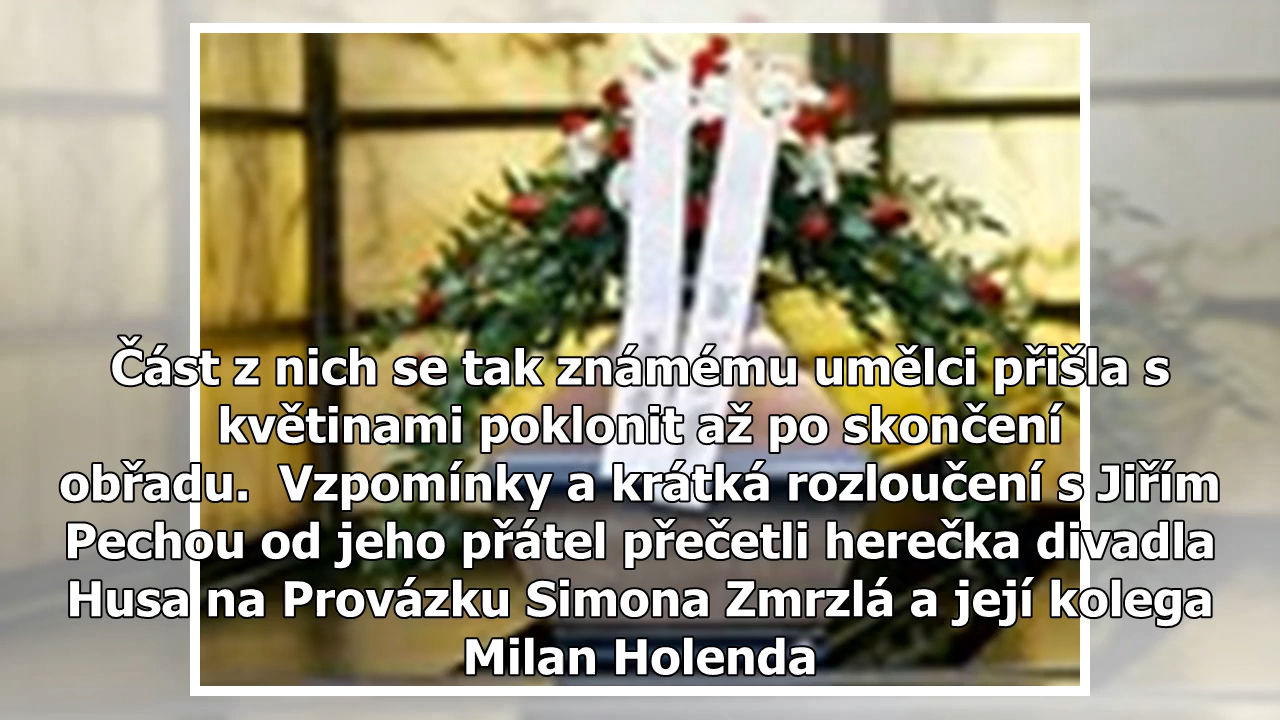 Část z nich se tak známému umělci přišla s
květinami poklonit až po skončení
obřadu.  Vzpomínky a krátká rozloučení s Jiřím
Pechou od jeho přátel přečetli herečka divadla
Husa na Provázku Simona Zmrzlá a její kolega
Milan Holenda